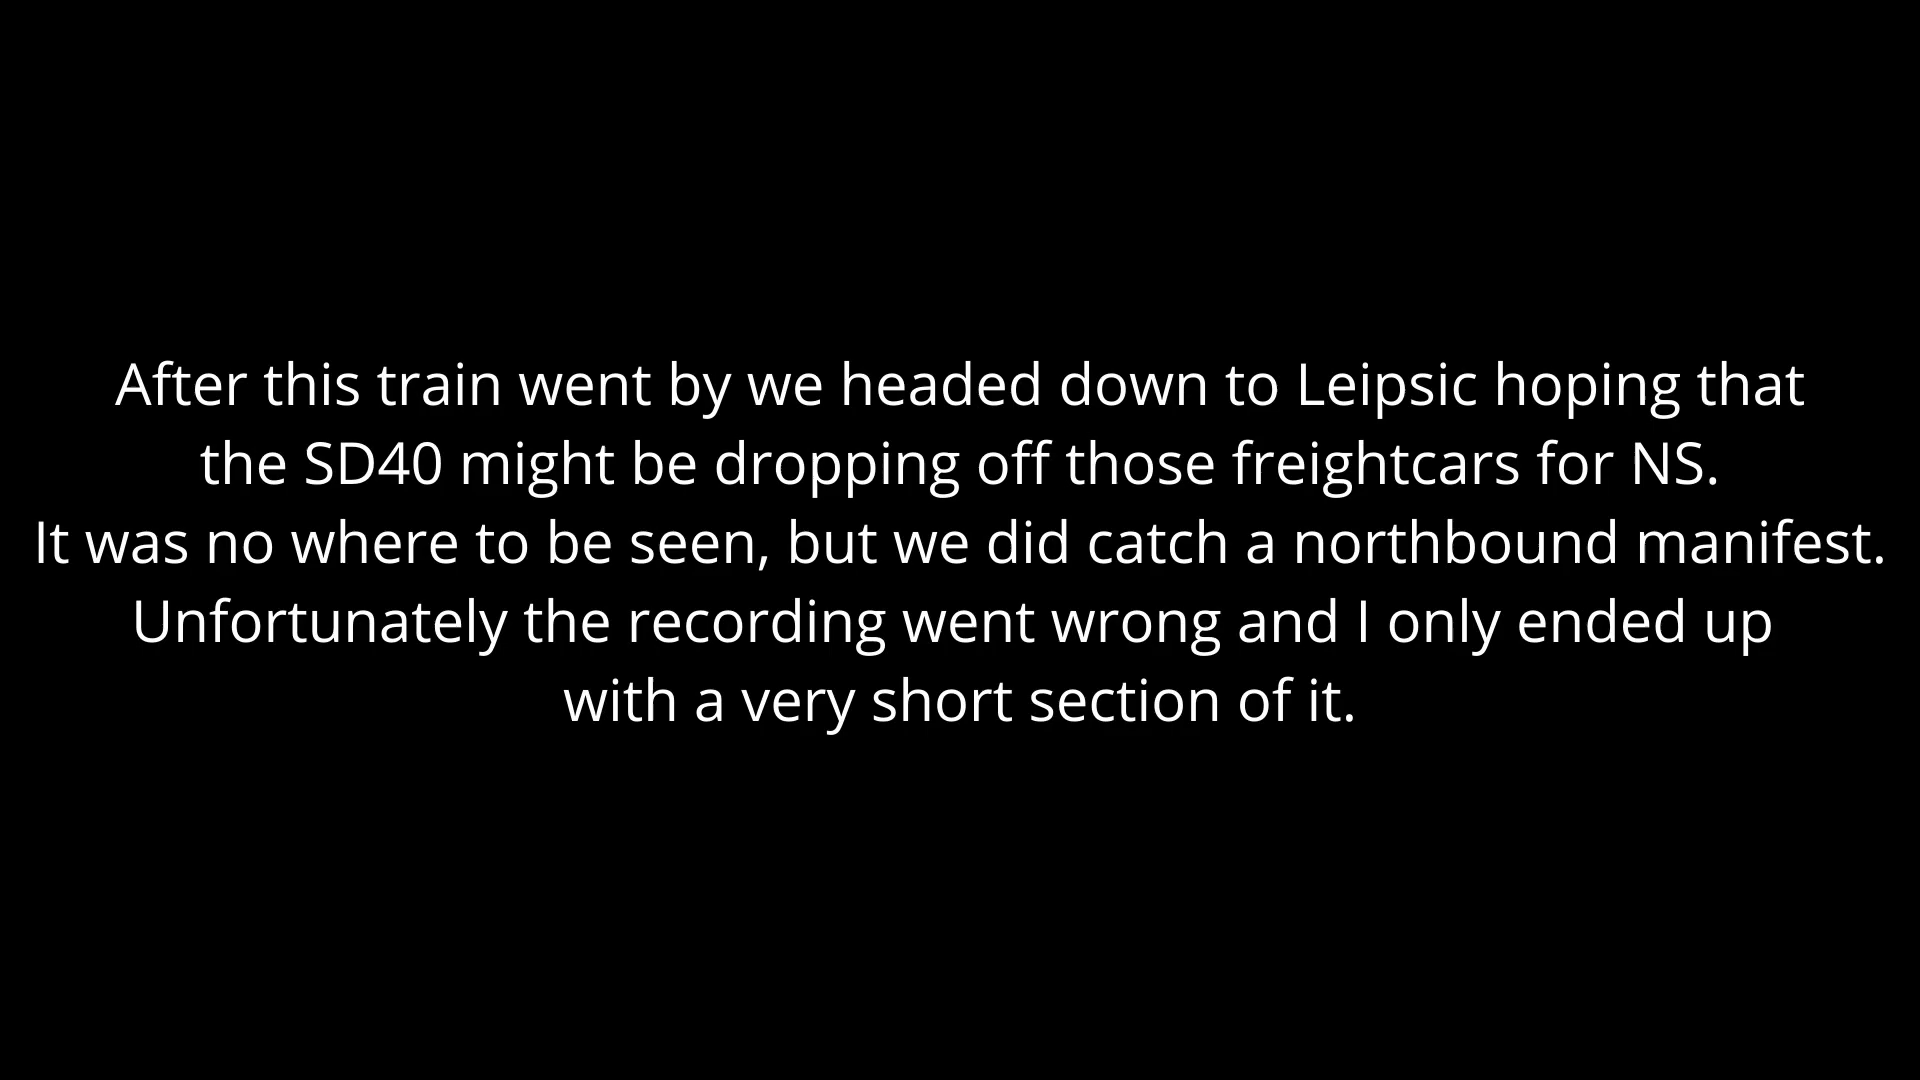 After this train went by we headed down to Leipsic hoping that
the SD40 might be dropping off those freightcars for NS.
It was no where to be seen, but we did catch a northbound manifest.
Unfortunately the recording went wrong and I only ended up
with a very short section of it.